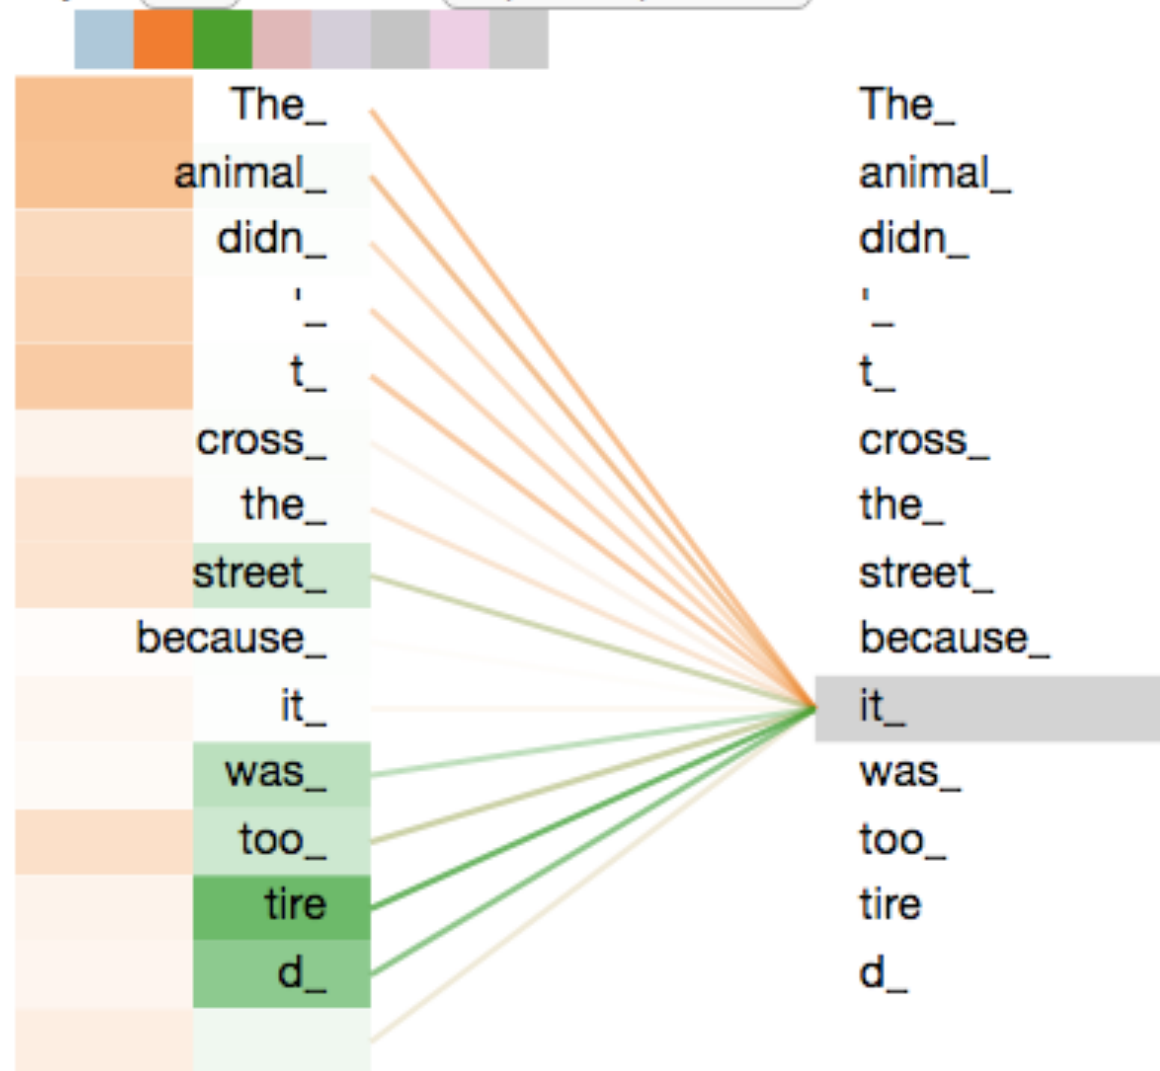 The_ The_
animal_ animal_
didn_ didn_
'_ '_
t_ t_
cross_ cross_
the_ the_
street_ street_
because_ because_
it_ it_
was_ was_
too_ too_
tire tire
d_ d_